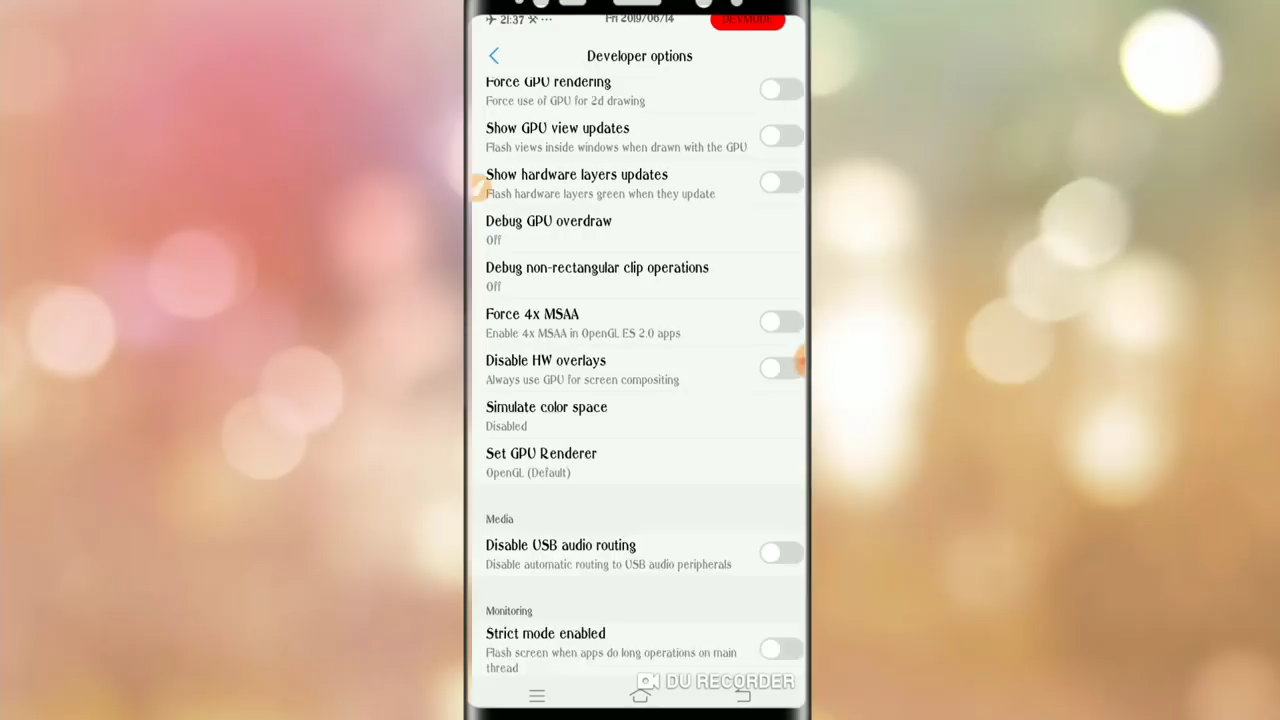 21:37 ··· Fri 2019/06/14 DEVMODE
Developer options
Force GPU rendering
Force use of GPU for 2d drawing
Show GPU view updates
Flash views inside windows when drawn with the GPU
Show hardware layers updates
Flash hardware layers green when they update
Debug GPU overdraw
Off
Debug non-rectangular clip operations
Off
Force 4x MSAA
Enable 4x MSAA in OpenGL ES 2.0 apps
Disable HW overlays
Always use GPU for screen compositing
Simulate color space
Disabled
Set GPU Renderer
OpenGL (Default)
Media
Disable USB audio routing
Disable automatic routing to USB audio peripherals
Monitoring
Strict mode enabled
Flash screen when apps do long operations on main
thread
DU RECORDER